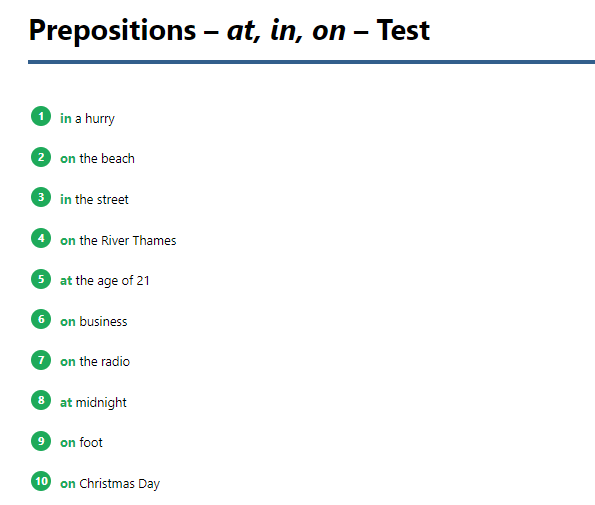 Prepositions – at, in, on – Test
1 in a hurry
2 on the beach
3 in the street
4 on the River Thames
5 at the age of 21
6 on business
7 on the radio
8 at midnight
9 on foot
10 on Christmas Day